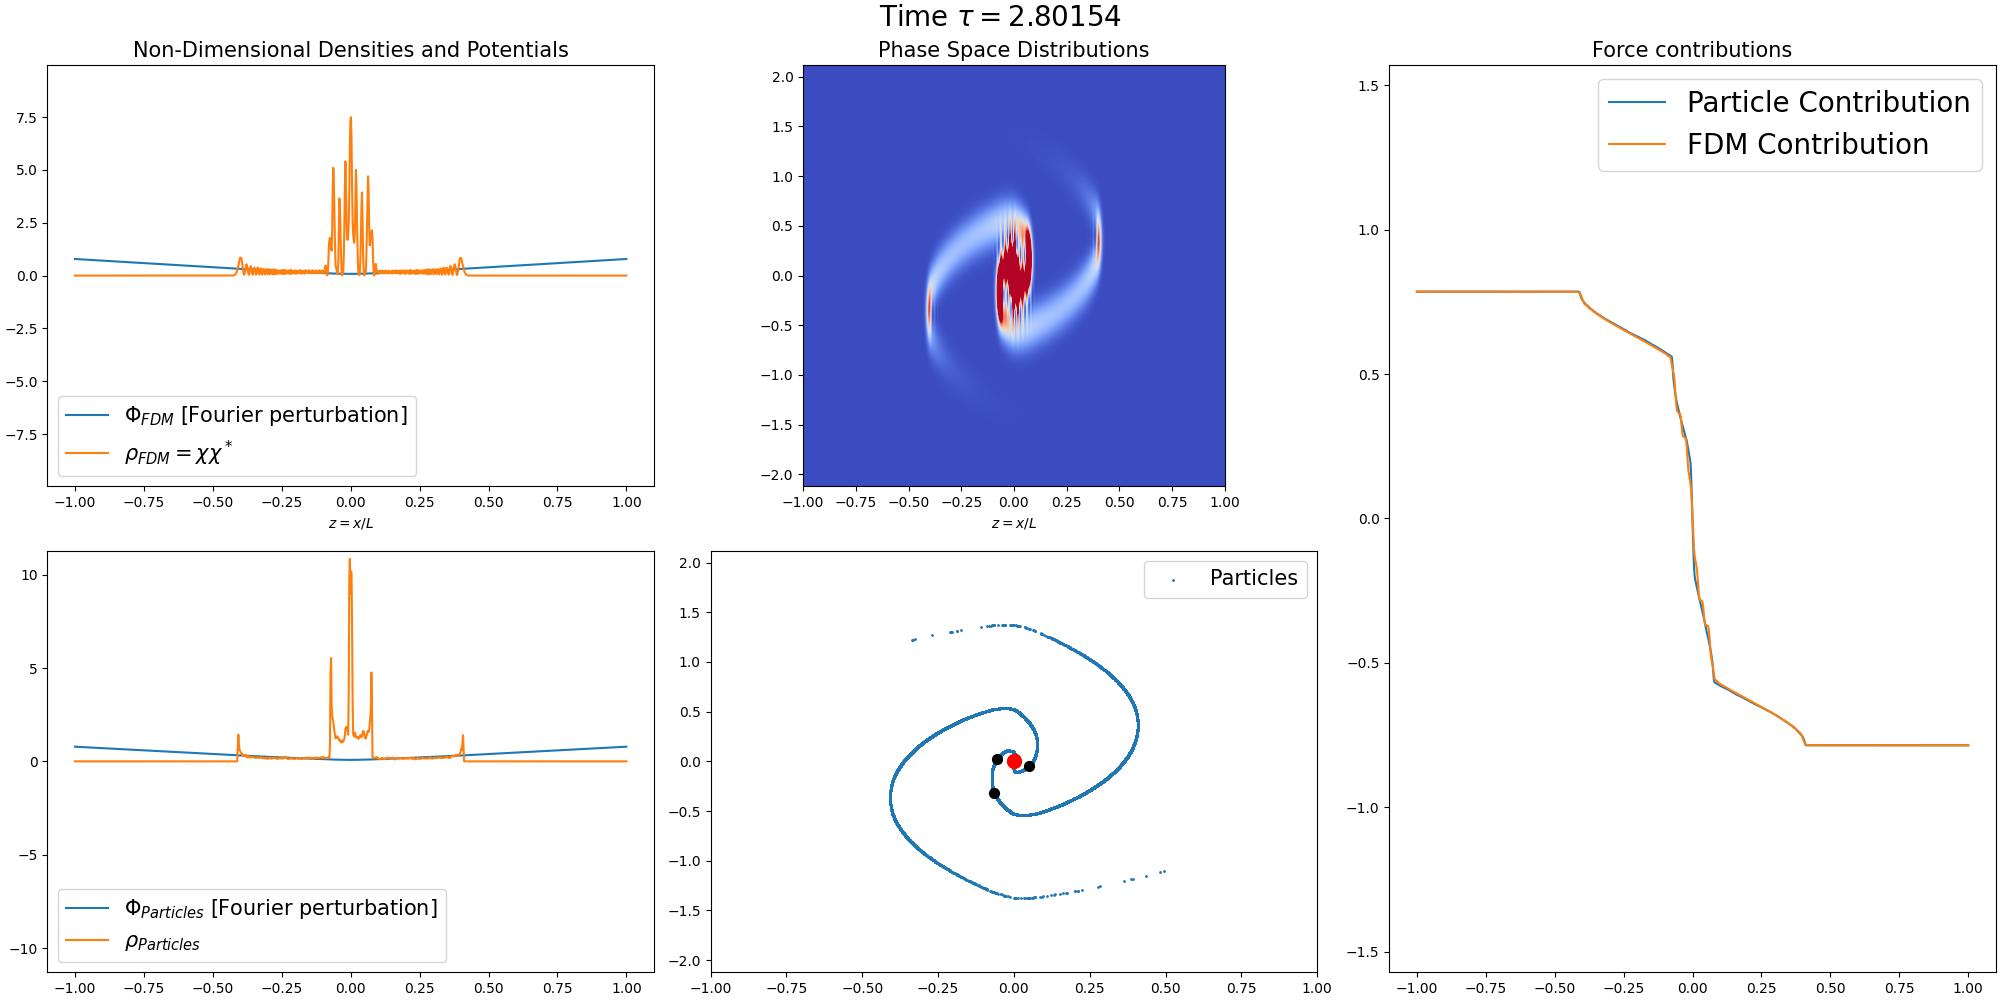 Time τ = 2.80154
Non-Dimensional Densities and Potentials
7.5
5.0
2.5
0.0
−2.5
−5.0
−7.5
Φ_FDM [Fourier perturbation]
ρ_FDM = χχ*
−1.00 −0.75 −0.50 −0.25 0.00 0.25 0.50 0.75 1.00
z = x/L
Phase Space Distributions
2.0
1.5
1.0
0.5
0.0
−0.5
−1.0
−1.5
−2.0
−1.00 −0.75 −0.50 −0.25 0.00 0.25 0.50 0.75 1.00
z = x/L
Force contributions
Particle Contribution
FDM Contribution
1.5
1.0
0.5
0.0
−0.5
−1.0
−1.5
−1.00 −0.75 −0.50 −0.25 0.00 0.25 0.50 0.75 1.00
10
5
0
−5
−10
Φ_Particles [Fourier perturbation]
ρ_Particles
−1.00 −0.75 −0.50 −0.25 0.00 0.25 0.50 0.75 1.00
Particles
2.0
1.5
1.0
0.5
0.0
−0.5
−1.0
−1.5
−2.0
−1.00 −0.75 −0.50 −0.25 0.00 0.25 0.50 0.75 1.00